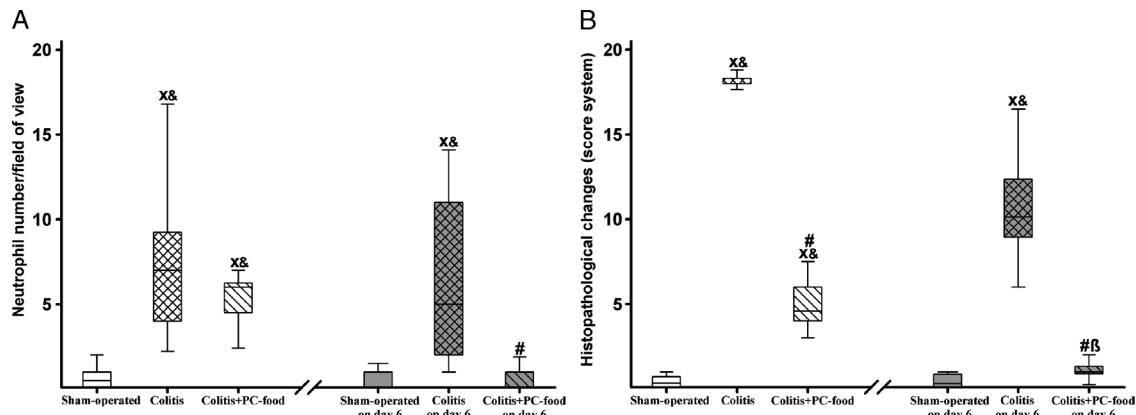 A
Neutrophil number/field of view
20
15
10
5
x&
x&
x&
#
Sham-operated
Colitis
Colitis+PC-food
Sham-operated
on day 6
Colitis
on day 6
Colitis+PC-food
on day 6
B
Histopathological changes (score system)
20
15
10
5
x&
#
x&
x&
#ß
Sham-operated
Colitis
Colitis+PC-food
Sham-operated
on day 6
Colitis
on day 6
Colitis+PC-food
on day 6